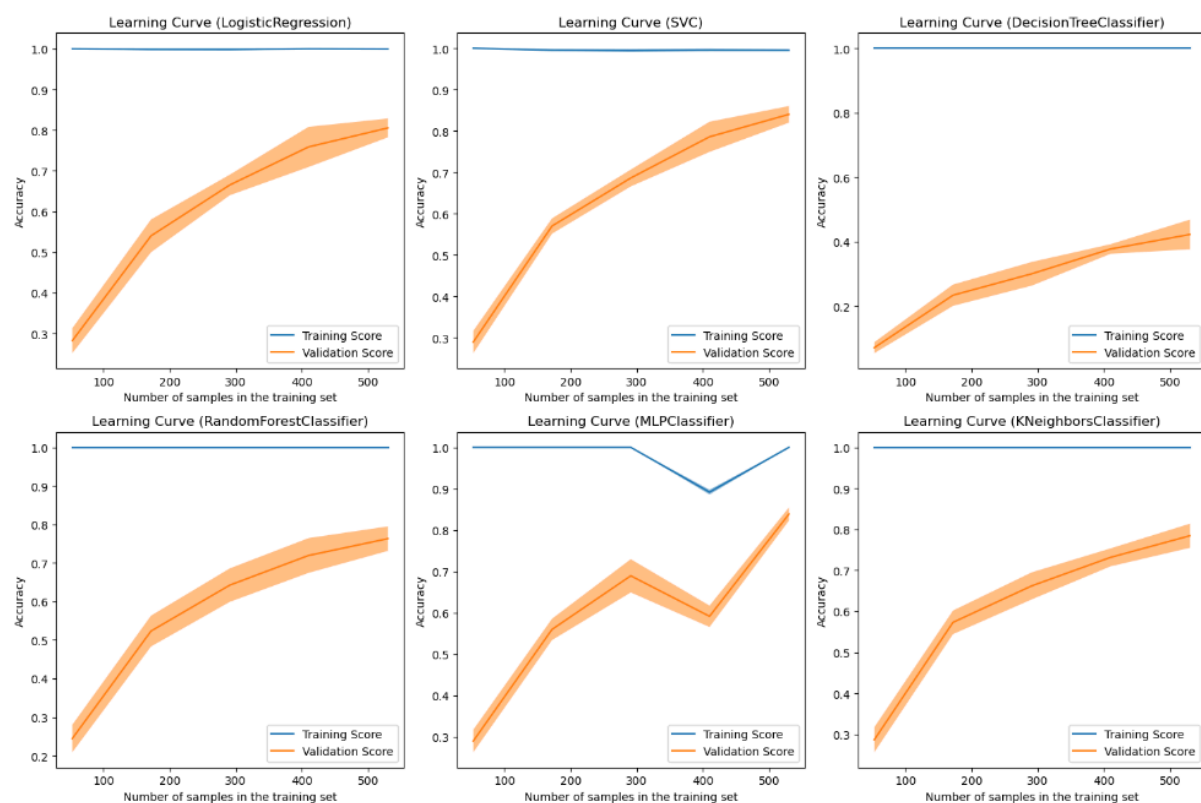 Learning Curve (LogisticRegression)
1.0
0.9
0.8
0.7
0.6
0.5
0.4
0.3
Accuracy
Training Score
Validation Score
100 200 300 400 500
Number of samples in the training set
Learning Curve (SVC)
1.0
0.9
0.8
0.7
0.6
0.5
0.4
0.3
Accuracy
Training Score
Validation Score
100 200 300 400 500
Number of samples in the training set
Learning Curve (DecisionTreeClassifier)
1.0
0.8
0.6
0.4
0.2
Accuracy
Training Score
Validation Score
100 200 300 400 500
Number of samples in the training set
Learning Curve (RandomForestClassifier)
1.0
0.9
0.8
0.7
0.6
0.5
0.4
0.3
0.2
Accuracy
Training Score
Validation Score
100 200 300 400 500
Number of samples in the training set
Learning Curve (MLPClassifier)
1.0
0.9
0.8
0.7
0.6
0.5
0.4
0.3
Accuracy
Training Score
Validation Score
100 200 300 400 500
Number of samples in the training set
Learning Curve (KNeighborsClassifier)
1.0
0.9
0.8
0.7
0.6
0.5
0.4
0.3
Accuracy
Training Score
Validation Score
100 200 300 400 500
Number of samples in the training set